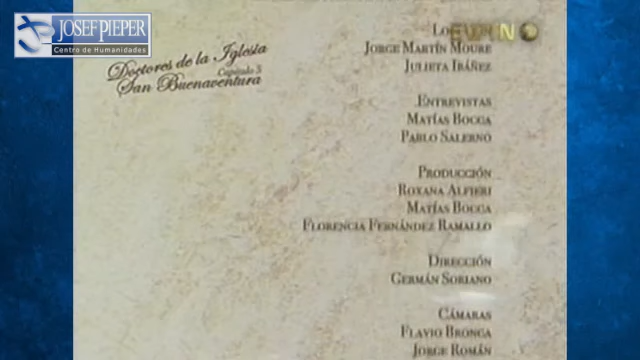 JOSEF PIEPER
Centro de Humanidades
EWTN
Doctores de la Iglesia
Capítulo 3
San Buenaventura
Jorge Martín Moure
Julieta Ibáñez
Entrevistas
Matías Bocca
Pablo Salerno
Producción
Roxana Alfieri
Matías Bocca
Florencia Fernández Ramallo
Dirección
Germán Soriano
Cámaras
Flavio Bronga
Jorge Román